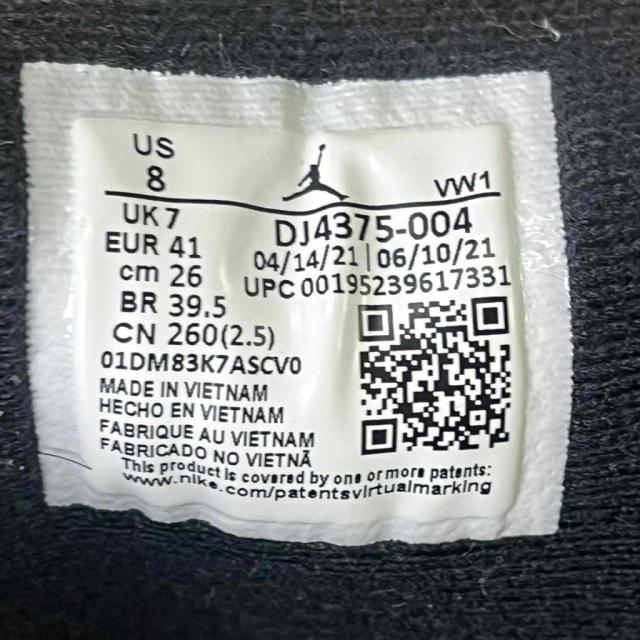 US
8
VW1
UK 7
EUR 41
cm 26
BR 39.5
CN 260(2.5)
01DM83K7ASCV0
DJ4375-004
04/14/21|06/10/21
UPC 00195239617331
MADE IN VIETNAM
HECHO EN VIETNAM
FABRIQUE AU VIETNAM
FABRICADO NO VIETNÃ
This product is covered by one or more patents:
www.nike.com/patentsvirtualmarking